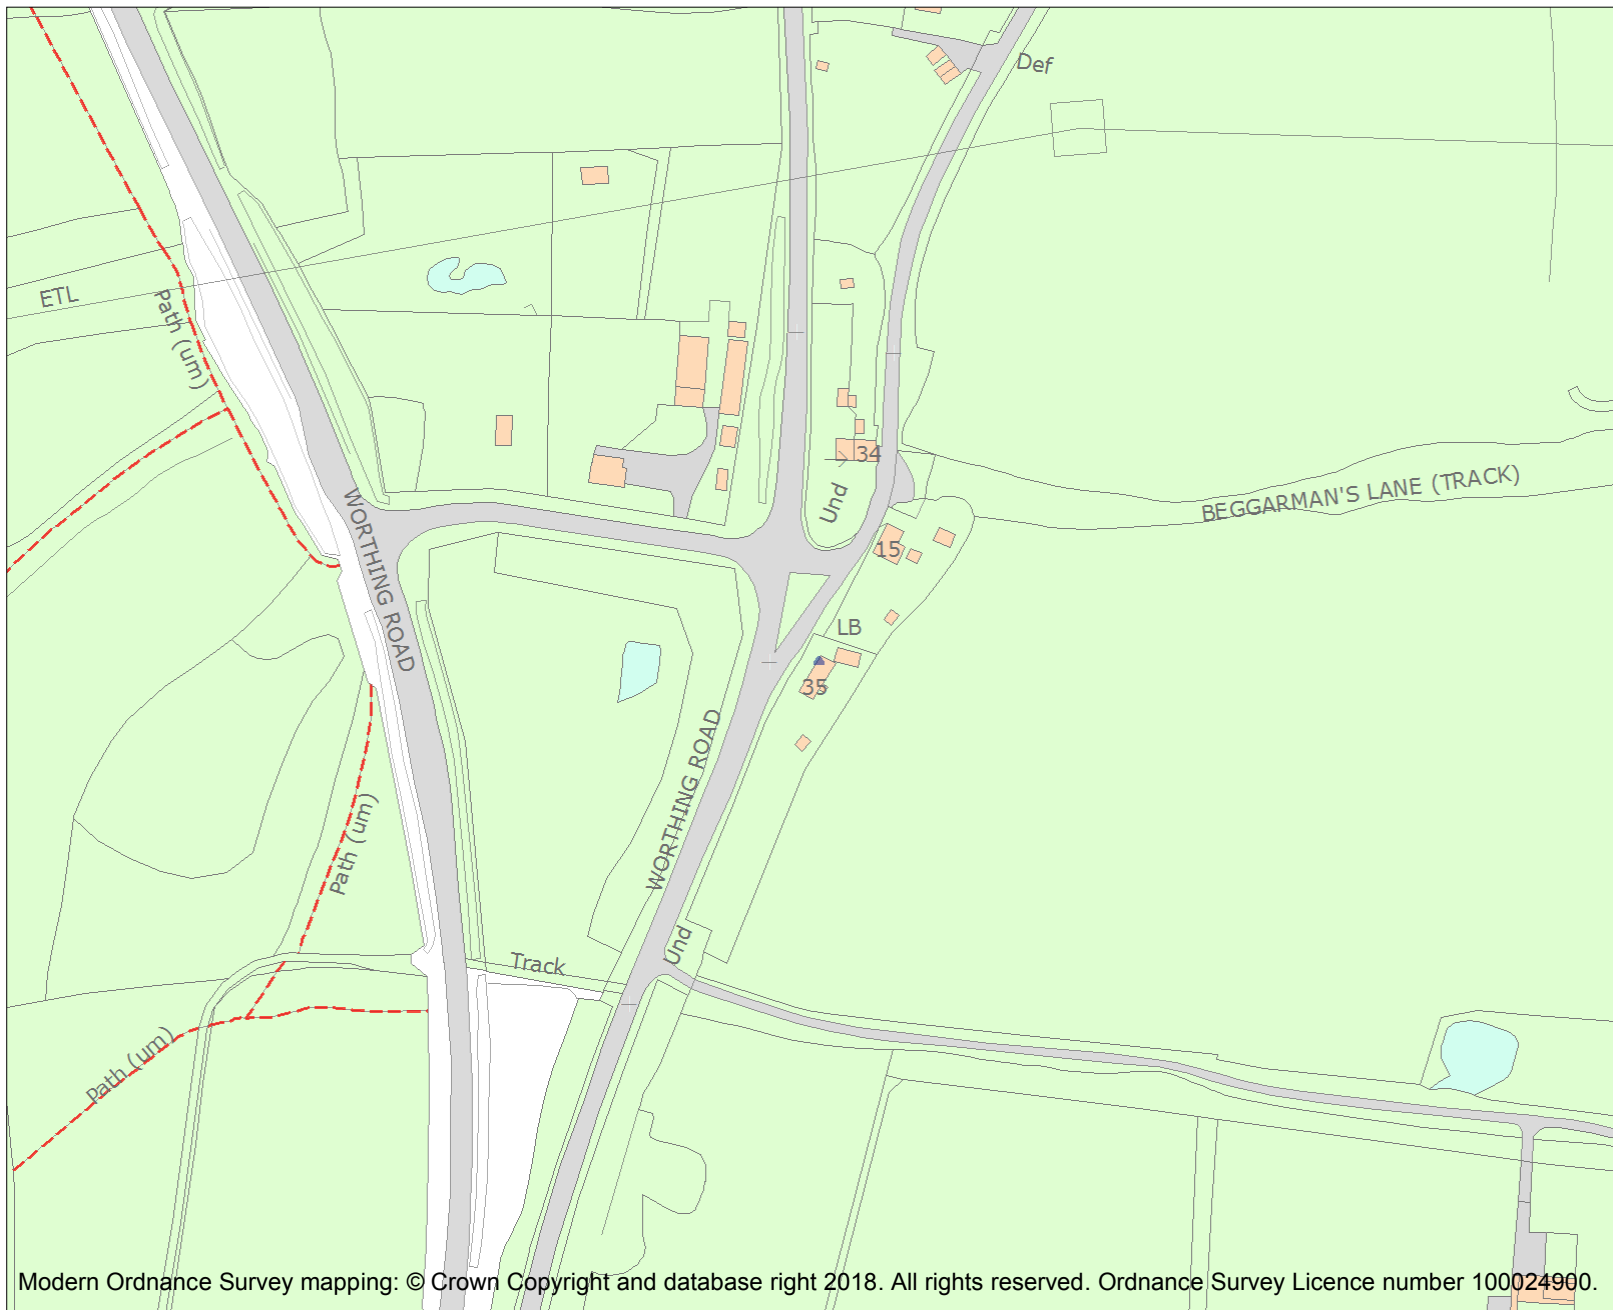 Def
ETL
Path (um)
34
BEGGARMAN'S LANE (TRACK)
Und
WORTHING ROAD
15
LB
35
WORTHING ROAD
Path (um)
Und
Track
Path (um)
Modern Ordnance Survey mapping: © Crown Copyright and database right 2018. All rights reserved. Ordnance Survey Licence number 100024900.